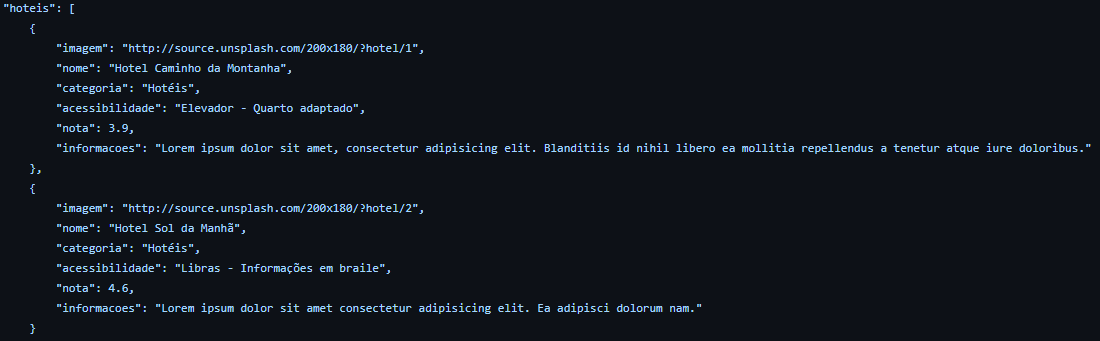 "hoteis": [
{
"imagem": "http://source.unsplash.com/200x180/?hotel/1",
"nome": "Hotel Caminho da Montanha",
"categoria": "Hotéis",
"acessibilidade": "Elevador - Quarto adaptado",
"nota": 3.9,
"informacoes": "Lorem ipsum dolor sit amet, consectetur adipisicing elit. Blanditiis id nihil libero ea mollitia repellendus a tenetur atque iure doloribus."
},
{
"imagem": "http://source.unsplash.com/200x180/?hotel/2",
"nome": "Hotel Sol da Manhã",
"categoria": "Hotéis",
"acessibilidade": "Libras - Informações em braile",
"nota": 4.6,
"informacoes": "Lorem ipsum dolor sit amet consectetur adipisicing elit. Ea adipisci dolorum nam."
}